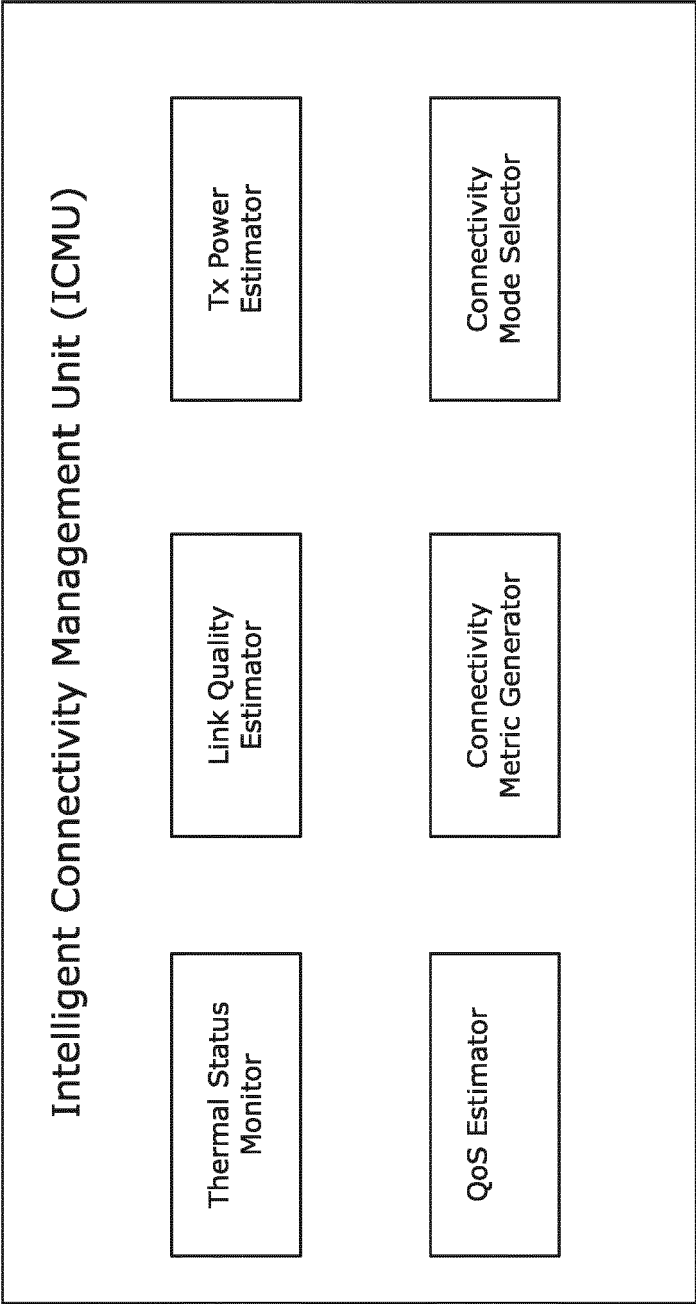 Intelligent Connectivity Management Unit (ICMU)
Thermal Status
Monitor
Link Quality
Estimator
Tx Power
Estimator
QoS Estimator
Connectivity
Metric Generator
Connectivity
Mode Selector